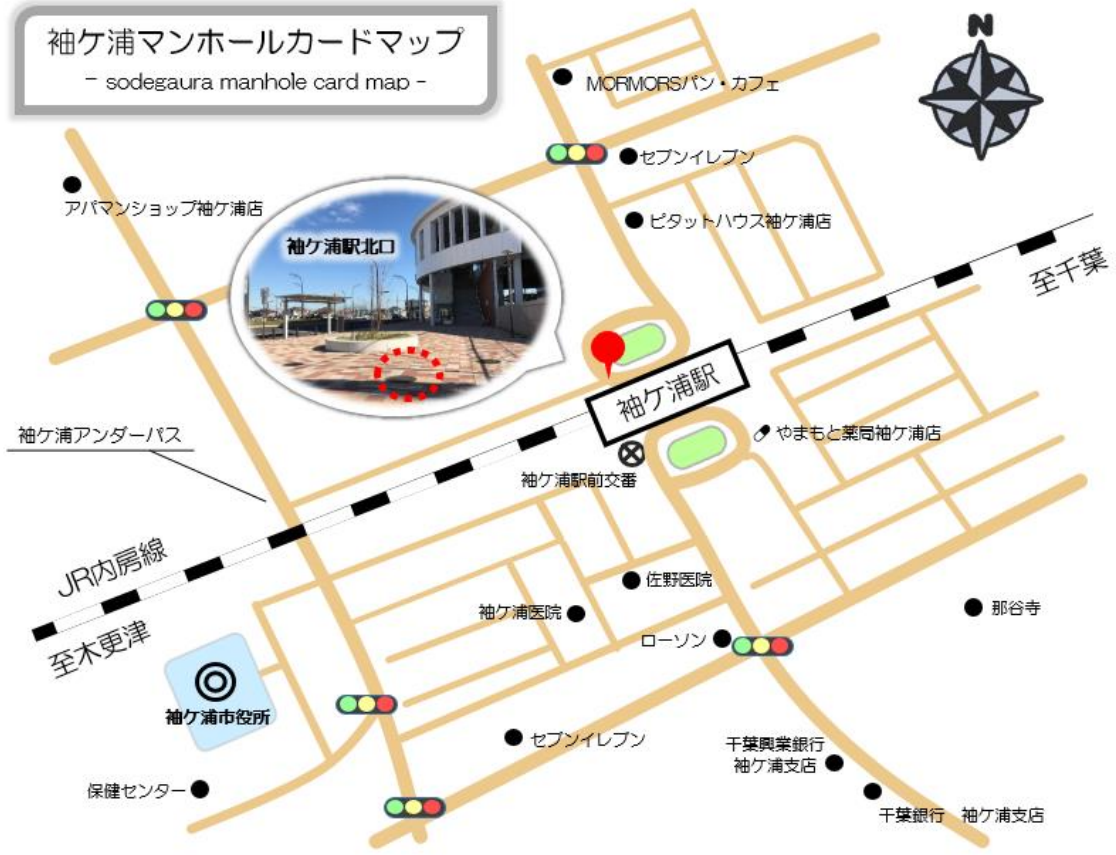 袖ケ浦マンホールカードマップ
- sodegaura manhole card map -
N
MORMORSパン・カフェ
セブンイレブン
アパマンショップ袖ケ浦店
ピタットハウス袖ケ浦店
袖ケ浦駅北口
至千葉
袖ケ浦駅
袖ケ浦アンダーパス
やまもと薬局袖ケ浦店
袖ケ浦駅前交番
JR内房線
至木更津
佐野医院
袖ケ浦医院
ローソン
那谷寺
袖ケ浦市役所
セブンイレブン
千葉興業銀行
袖ケ浦支店
保健センター
千葉銀行　袖ケ浦支店